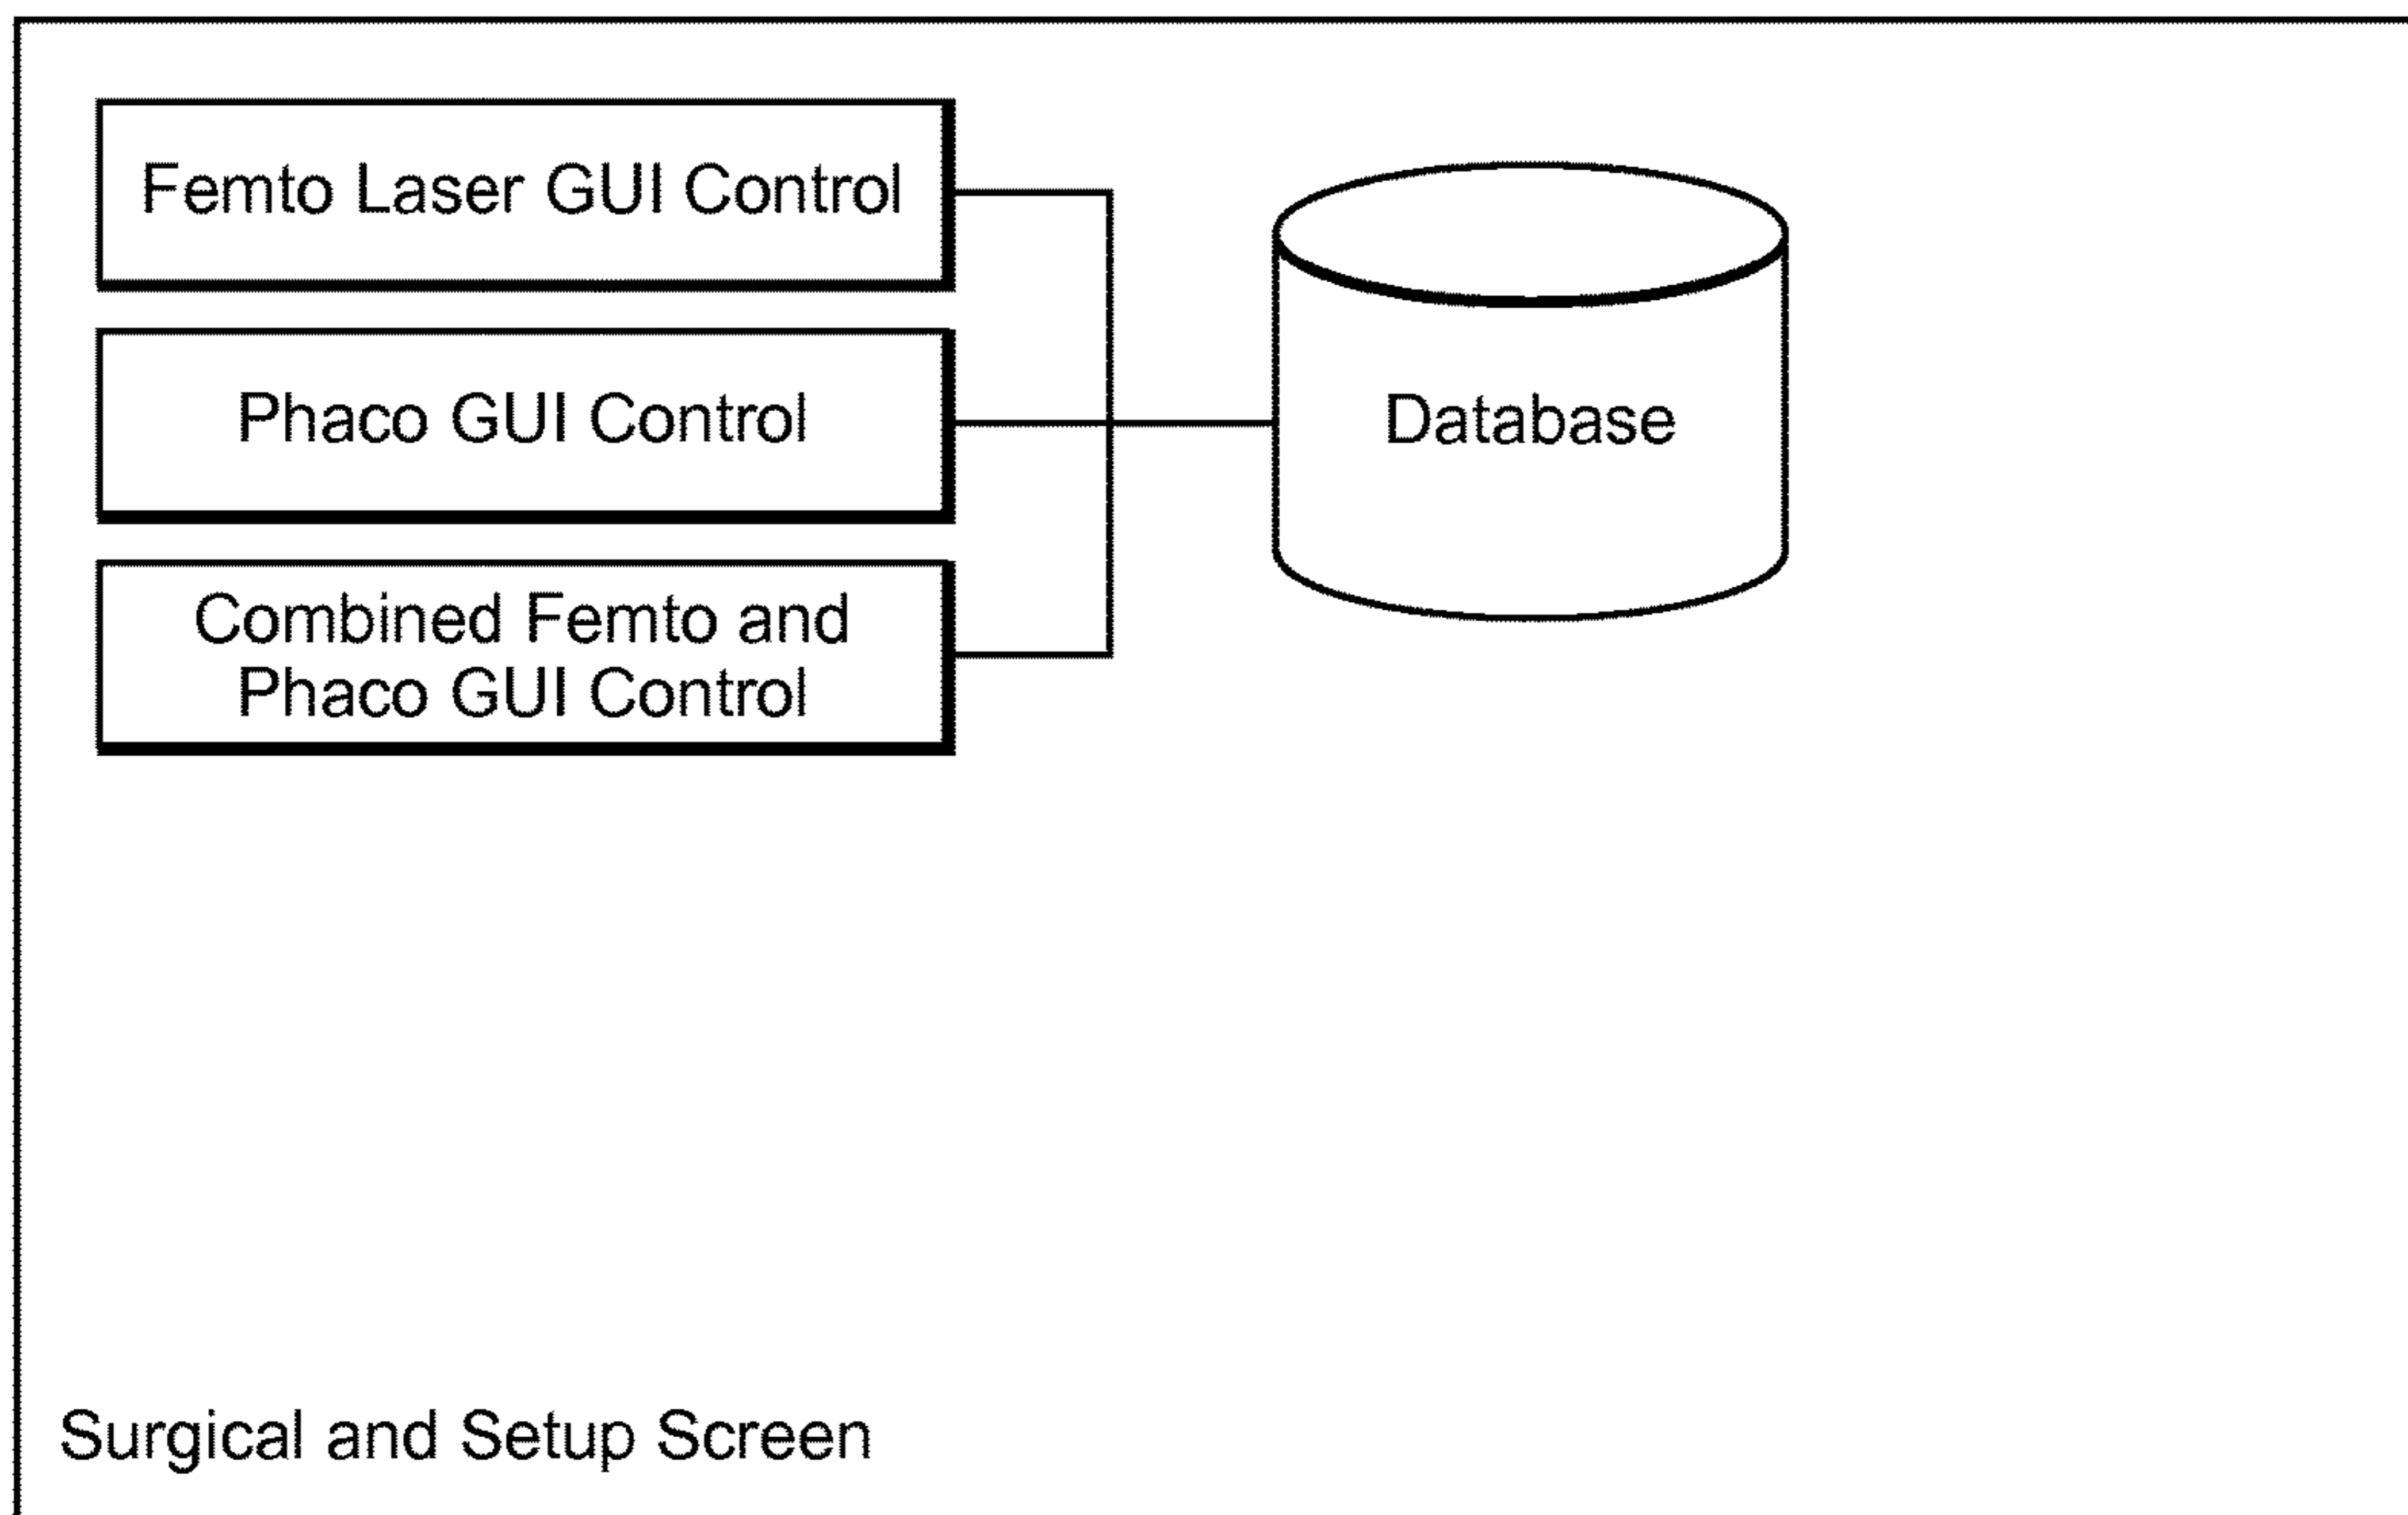 Femto Laser GUI Control
Phaco GUI Control
Combined Femto and
Phaco GUI Control
Database
Surgical and Setup Screen